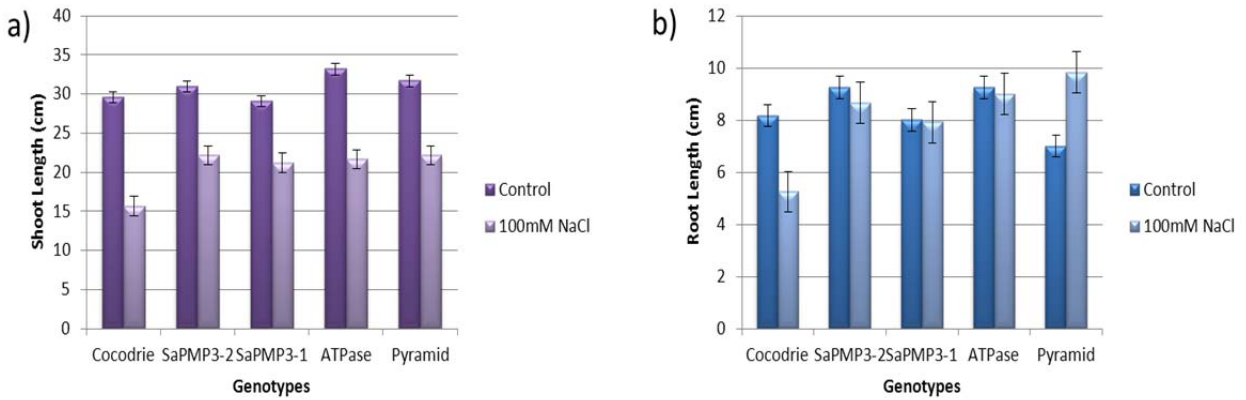 a)
Shoot Length (cm)
40
35
30
25
20
15
10
5
0
Cocodrie SaPMP3-2 SaPMP3-1 ATPase Pyramid
Genotypes
Control
100mM NaCl
b)
Root Length (cm)
12
10
8
6
4
2
0
Cocodrie SaPMP3-2 SaPMP3-1 ATPase Pyramid
Genotypes
Control
100mM NaCl